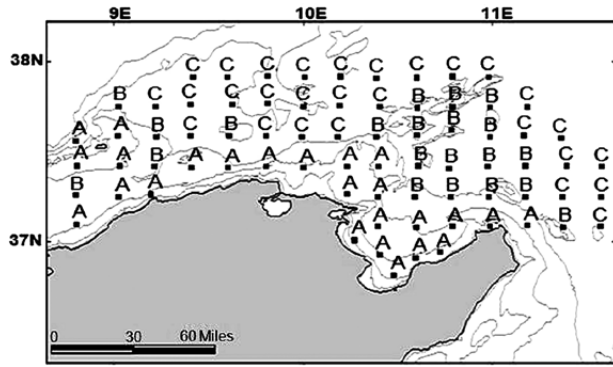 9E 10E 11E
38N C C C C C C C C C
B C C C C C C C B B B C
A A B C B C C C B B B B C C
A A B A A A A A A B B B B C C
B A A A A B B B B C C
A A A A A A B C
37N A A A A
A
0 30 60 Miles